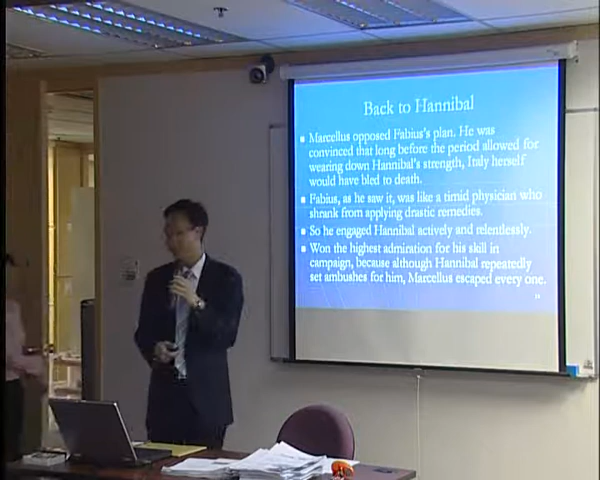 Back to Hannibal
Marcellus opposed Fabius's plan. He was
convinced that long before the period allowed for
wearing down Hannibal's strength, Italy herself
would have bled to death.
Fabius, as he saw it, was like a timid physician who
shrank from applying drastic remedies.
So he engaged Hannibal actively and relentlessly.
Won the highest admiration for his skill in
campaign, because although Hannibal repeatedly
set ambushes for him, Marcellus escaped every one.